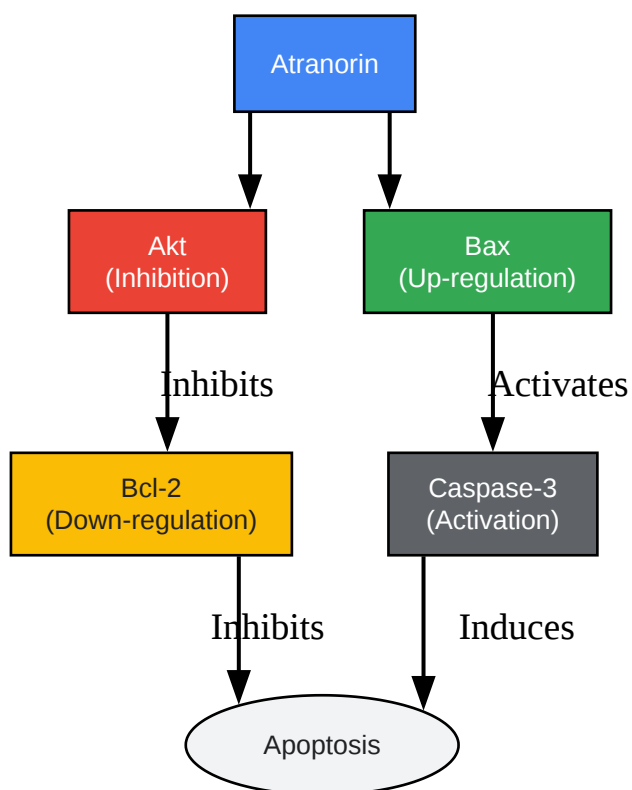 Atranorin
Akt
(Inhibition)
Bax
(Up-regulation)
Inhibits
Activates
Bcl-2
(Down-regulation)
Caspase-3
(Activation)
Inhibits
Induces
Apoptosis